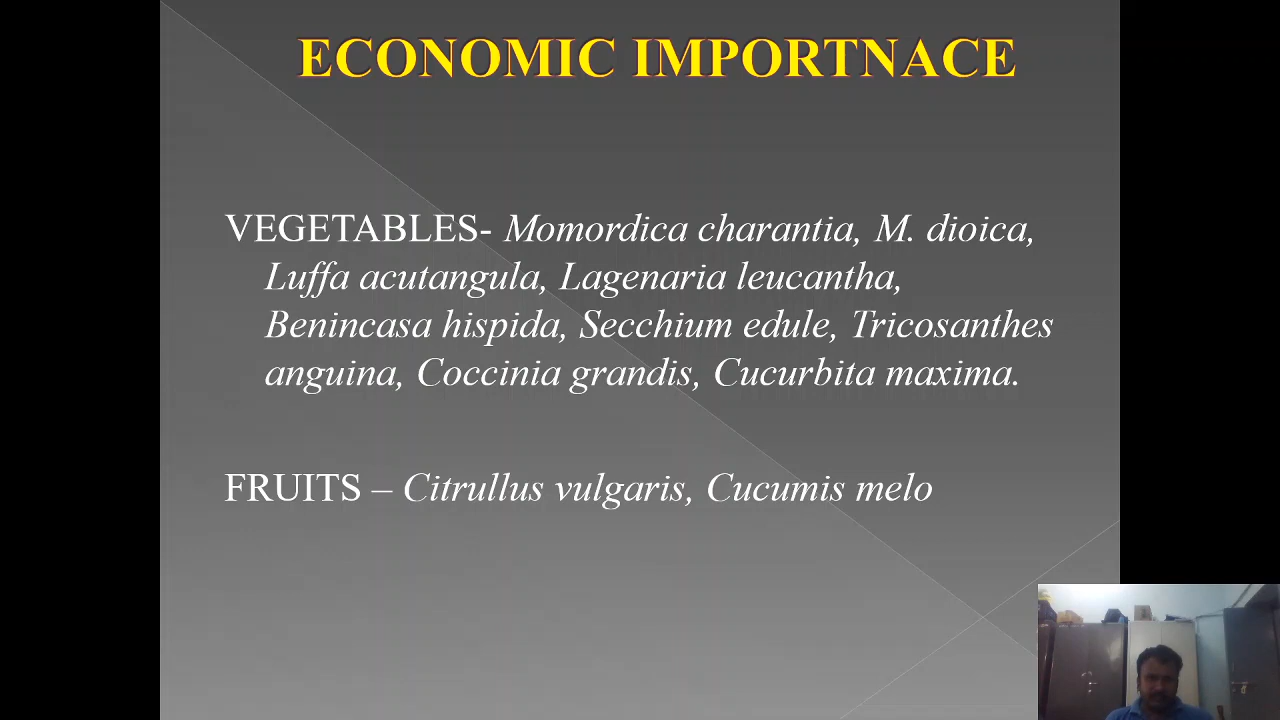 ECONOMIC IMPORTNACE
VEGETABLES- Momordica charantia, M. dioica,
Luffa acutangula, Lagenaria leucantha,
Benincasa hispida, Secchium edule, Tricosanthes
anguina, Coccinia grandis, Cucurbita maxima.
FRUITS – Citrullus vulgaris, Cucumis melo